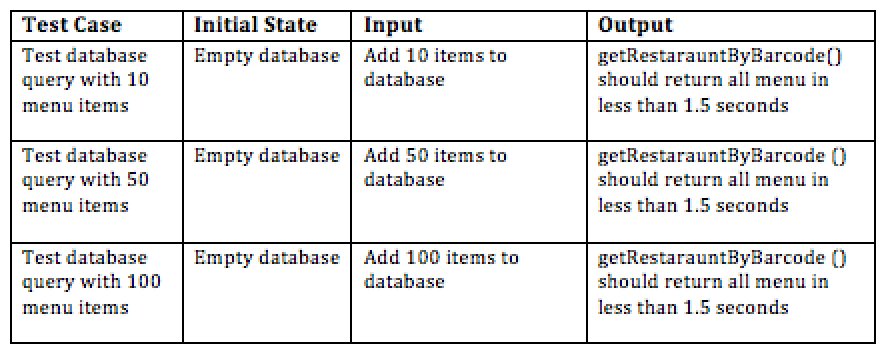 Test Case Initial State Input Output
Test database Empty database Add 10 items to getRestarauntByBarcode()
query with 10 database should return all menu in
menu items less than 1.5 seconds
Test database Empty database Add 50 items to getRestarauntByBarcode ()
query with 50 database should return all menu in
menu items less than 1.5 seconds
Test database Empty database Add 100 items to getRestarauntByBarcode ()
query with 100 database should return all menu in
menu items less than 1.5 seconds